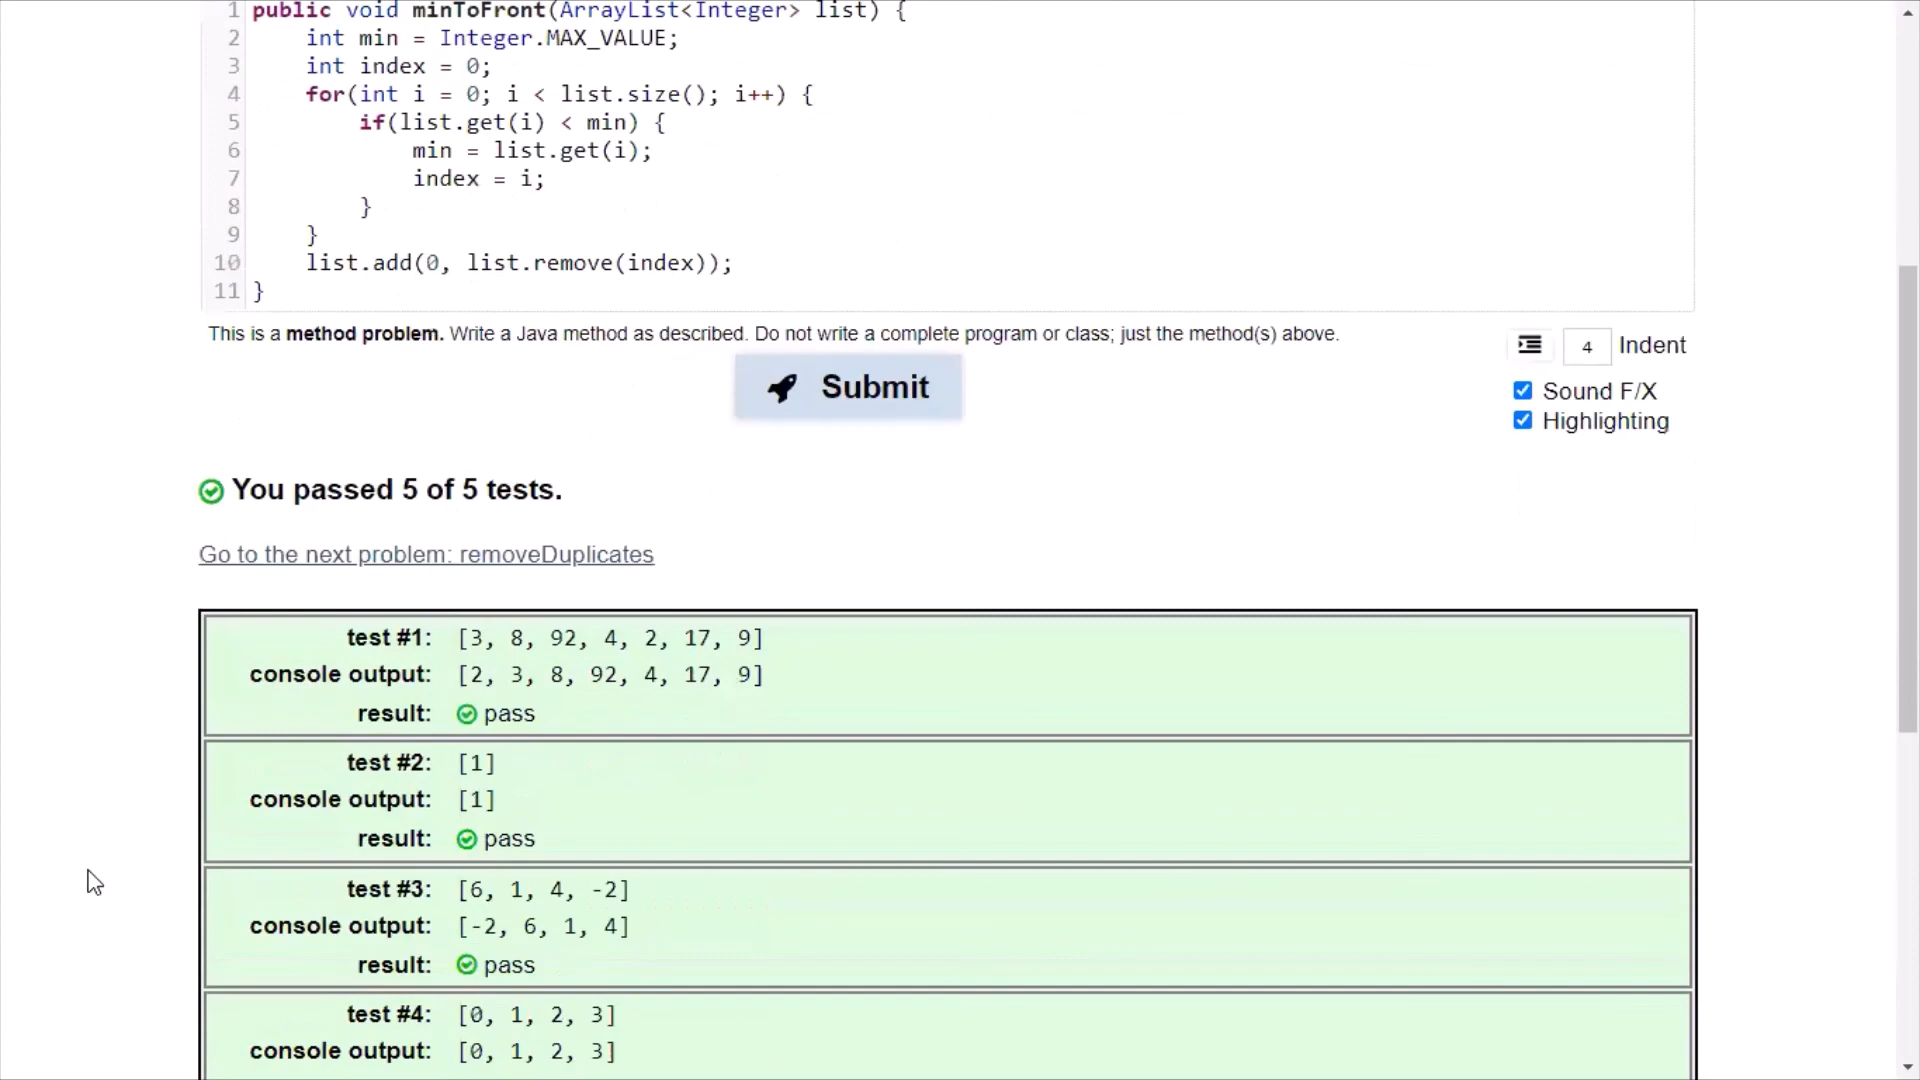 1 public void minToFront(ArrayList<Integer> list) {
2     int min = Integer.MAX_VALUE;
3     int index = 0;
4     for(int i = 0; i < list.size(); i++) {
5         if(list.get(i) < min) {
6             min = list.get(i);
7             index = i;
8         }
9     }
10     list.add(0, list.remove(index));
11 }
This is a method problem. Write a Java method as described. Do not write a complete program or class; just the method(s) above.
4 Indent
Submit
Sound F/X
Highlighting
You passed 5 of 5 tests.
Go to the next problem: removeDuplicates
test #1: [3, 8, 92, 4, 2, 17, 9]
console output: [2, 3, 8, 92, 4, 17, 9]
result: pass
test #2: [1]
console output: [1]
result: pass
test #3: [6, 1, 4, -2]
console output: [-2, 6, 1, 4]
result: pass
test #4: [0, 1, 2, 3]
console output: [0, 1, 2, 3]